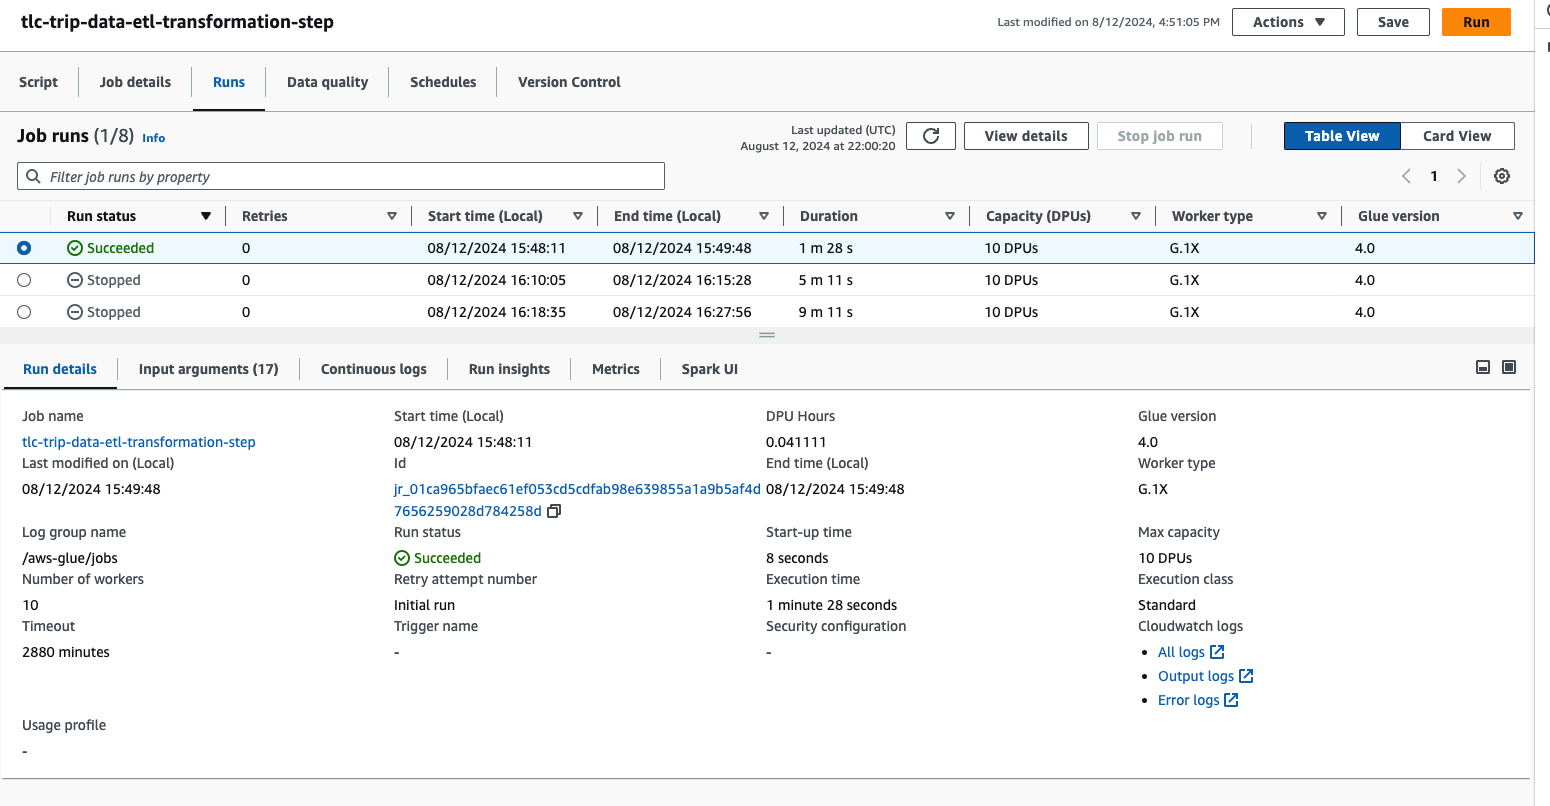 tlc-trip-data-etl-transformation-step
Last modified on 8/12/2024, 4:51:05 PM
Actions
Save
Run
Script
Job details
Runs
Data quality
Schedules
Version Control
Job runs (1/8) Info
Last updated (UTC)
August 12, 2024 at 22:00:20
View details
Stop job run
Table View
Card View
Filter job runs by property
1
Run status Retries Start time (Local) End time (Local) Duration Capacity (DPUs) Worker type Glue version
Succeeded 0 08/12/2024 15:48:11 08/12/2024 15:49:48 1 m 28 s 10 DPUs G.1X 4.0
Stopped 0 08/12/2024 16:10:05 08/12/2024 16:15:28 5 m 11 s 10 DPUs G.1X 4.0
Stopped 0 08/12/2024 16:18:35 08/12/2024 16:27:56 9 m 11 s 10 DPUs G.1X 4.0
Run details
Input arguments (17)
Continuous logs
Run insights
Metrics
Spark UI
Job name Start time (Local) DPU Hours Glue version
tlc-trip-data-etl-transformation-step 08/12/2024 15:48:11 0.041111 4.0
Last modified on (Local) Id End time (Local) Worker type
08/12/2024 15:49:48 jr_01ca965bfaec61ef053cd5cdfab98e639855a1a9b5af4d 08/12/2024 15:49:48 G.1X
7656259028d784258d
Log group name Run status Start-up time Max capacity
/aws-glue/jobs Succeeded 8 seconds 10 DPUs
Number of workers Retry attempt number Execution time Execution class
10 Initial run 1 minute 28 seconds Standard
Timeout Trigger name Security configuration Cloudwatch logs
2880 minutes - - All logs
Output logs
Error logs
Usage profile
-